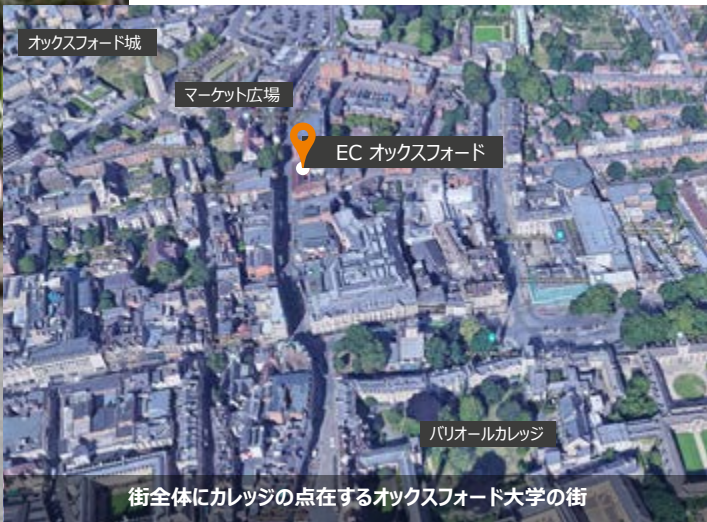 オックスフォード城
マーケット広場
EC オックスフォード
バリオールカレッジ
街全体にカレッジの点在するオックスフォード大学の街